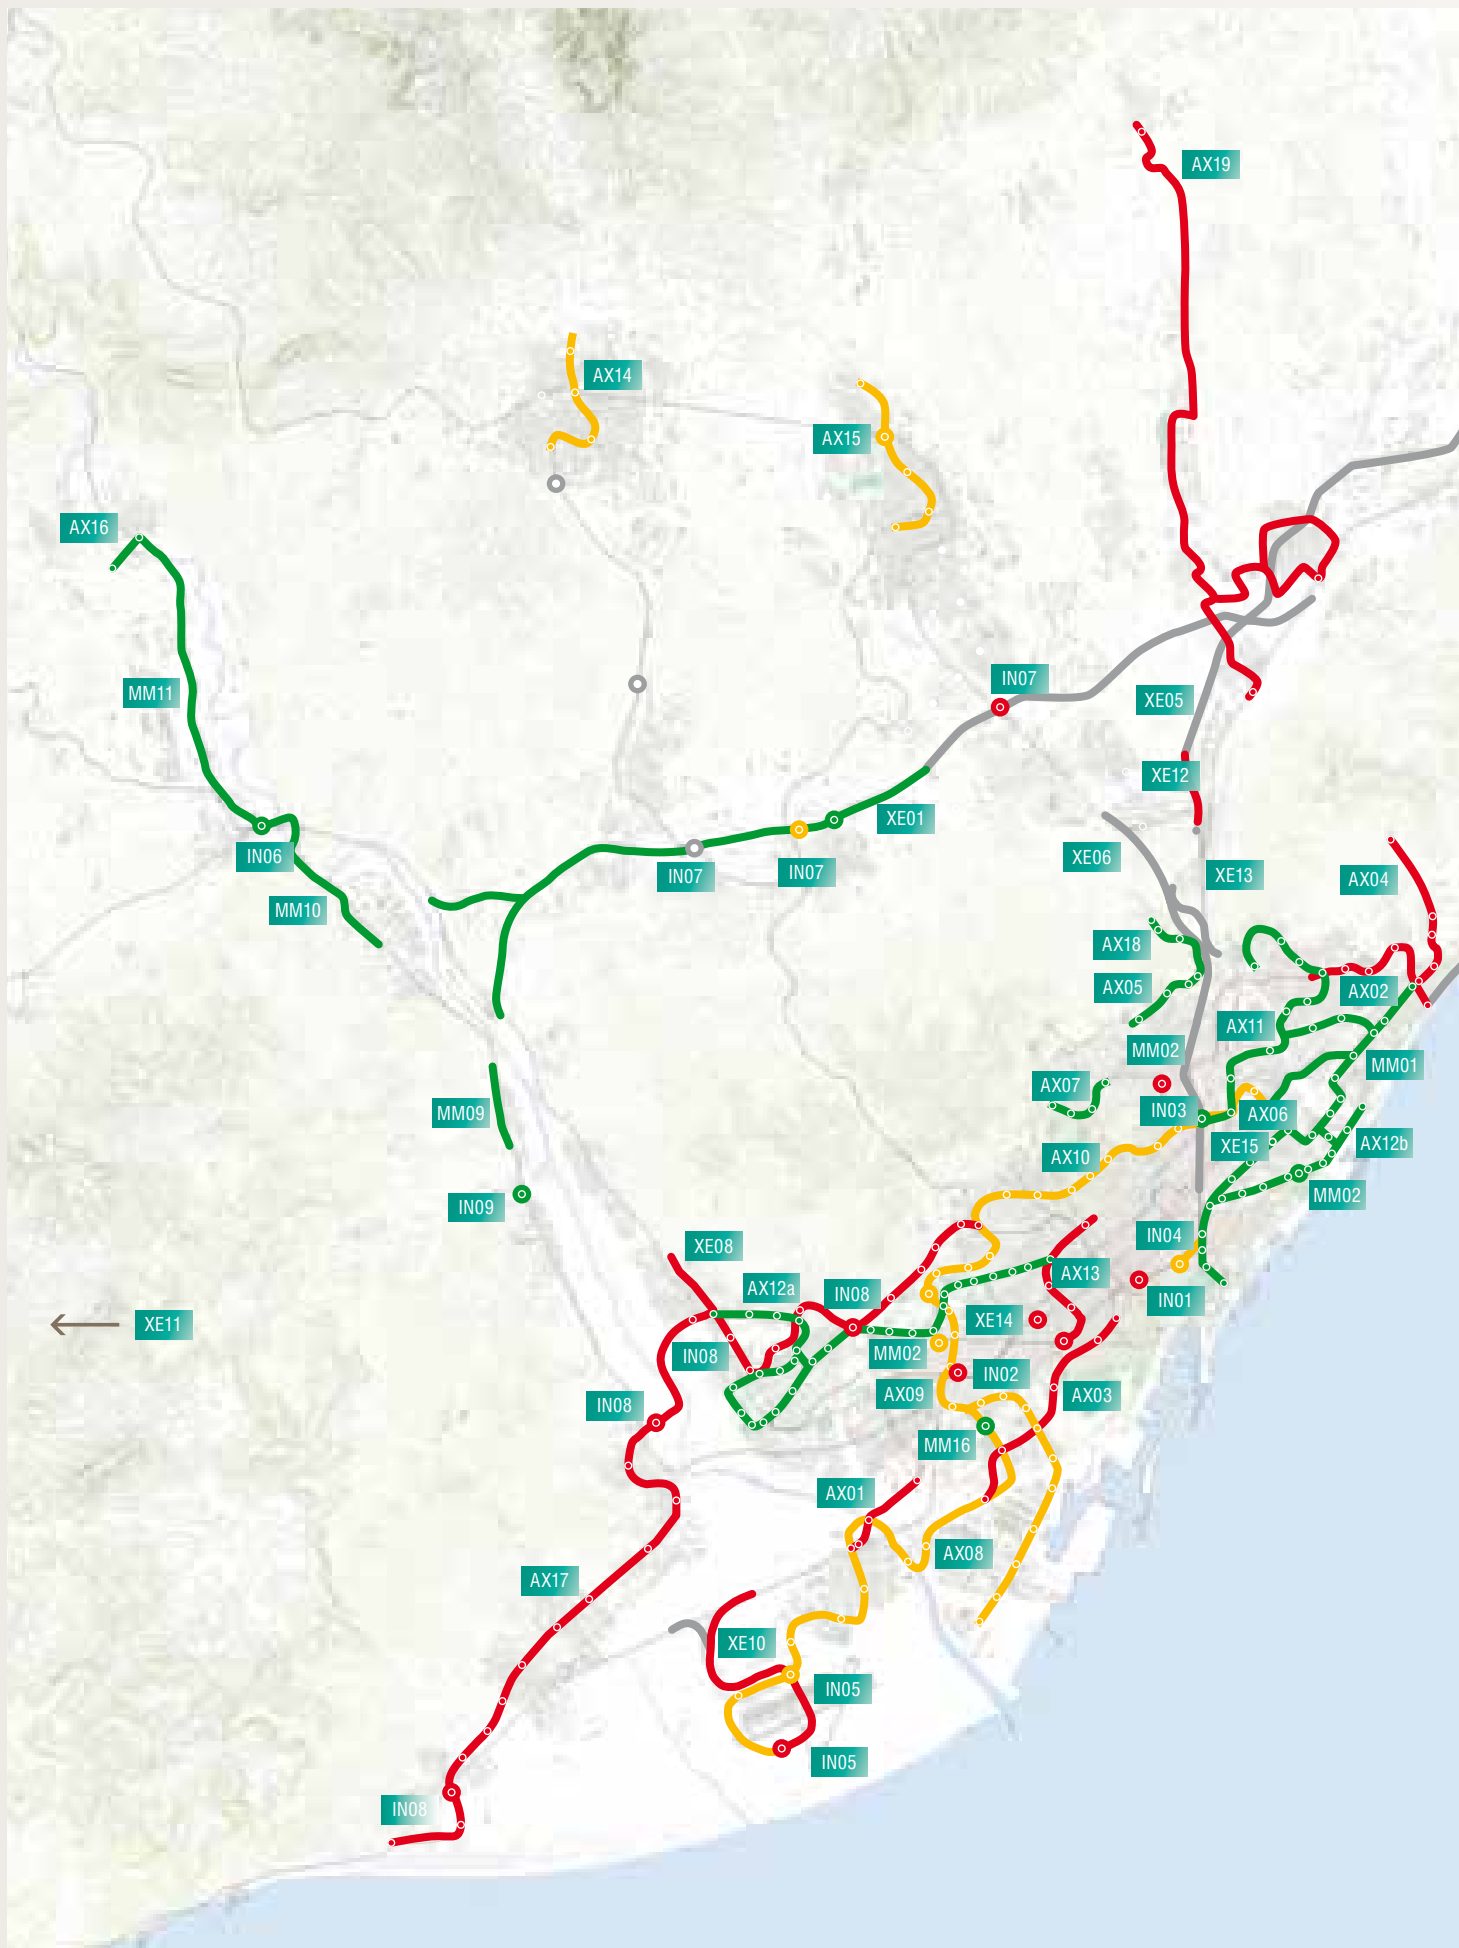 AX19
AX14
AX15
AX16
IN07
MM11
XE05
XE12
XE01
IN06
XE06
IN07
IN07
XE13
AX04
MM10
AX18
AX05
AX02
AX11
MM02
MM01
AX07
MM09
IN03
AX06
XE15
AX12b
AX10
MM02
IN09
IN04
XE08
AX13
AX12a
IN08
IN01
XE11
XE14
IN08
MM02
IN02
AX09
AX03
IN08
MM16
AX01
AX08
AX17
XE10
IN05
IN05
IN08